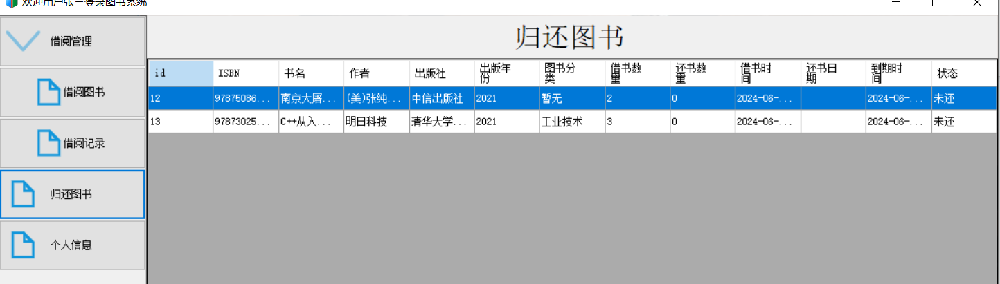 欢迎用户张三登录图书系统
借阅管理
借阅图书
借阅记录
归还图书
个人信息
归还图书
id ISBN 书名 作者 出版社 出版年份 图书分类 借书数量 还书数量 借书时间 还书日期 到期时间 状态
12 97875086... 南京大屠... (美)张纯... 中信出版社 2021 暂无 2 0 2024-06-... 2024-06-... 未还
13 97873025... C++从入... 明日科技 清华大学... 2021 工业技术 3 0 2024-06-... 2024-06-... 未还